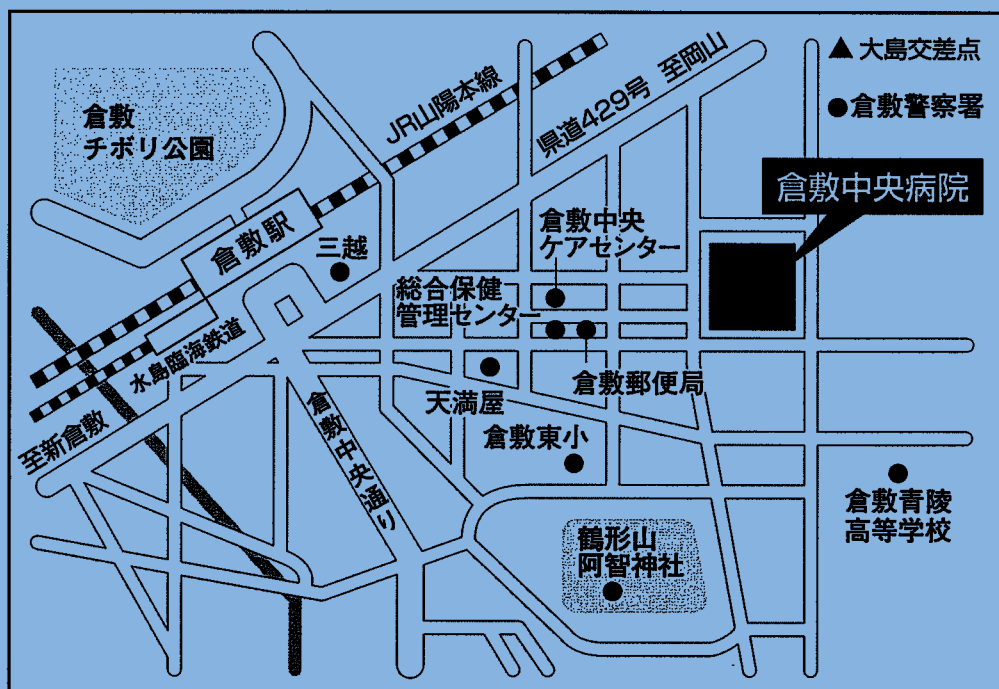 大島交差点
倉敷警察署
倉敷
チボリ公園
JR山陽本線
県道429号 至岡山
倉敷中央病院
倉敷駅
三越
倉敷中央
ケアセンター
総合保健
管理センター
水島臨海鉄道
倉敷郵便局
天満屋
至新倉敷
倉敷中央通り
倉敷東小
倉敷青陵
高等学校
鶴形山
阿智神社